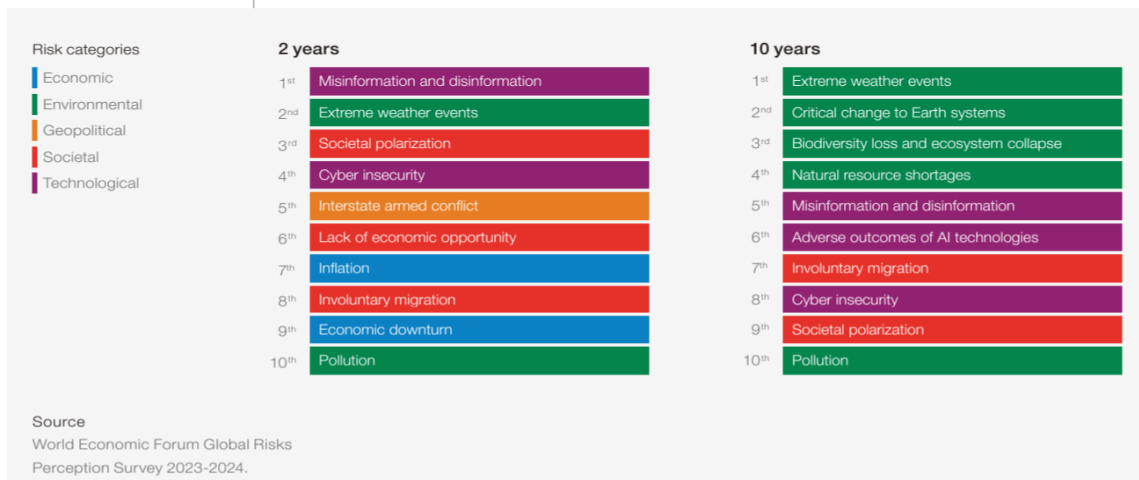 Risk categories
Economic
Environmental
Geopolitical
Societal
Technological
2 years
1st Misinformation and disinformation
2nd Extreme weather events
3rd Societal polarization
4th Cyber insecurity
5th Interstate armed conflict
6th Lack of economic opportunity
7th Inflation
8th Involuntary migration
9th Economic downturn
10th Pollution
10 years
1st Extreme weather events
2nd Critical change to Earth systems
3rd Biodiversity loss and ecosystem collapse
4th Natural resource shortages
5th Misinformation and disinformation
6th Adverse outcomes of AI technologies
7th Involuntary migration
8th Cyber insecurity
9th Societal polarization
10th Pollution
Source
World Economic Forum Global Risks
Perception Survey 2023-2024.